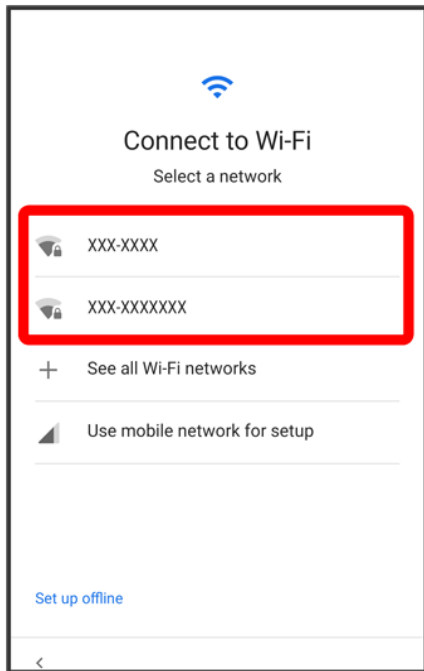 Connect to Wi-Fi
Select a network
XXX-XXXX
XXX-XXXXXXX
See all Wi-Fi networks
Use mobile network for setup
Set up offline